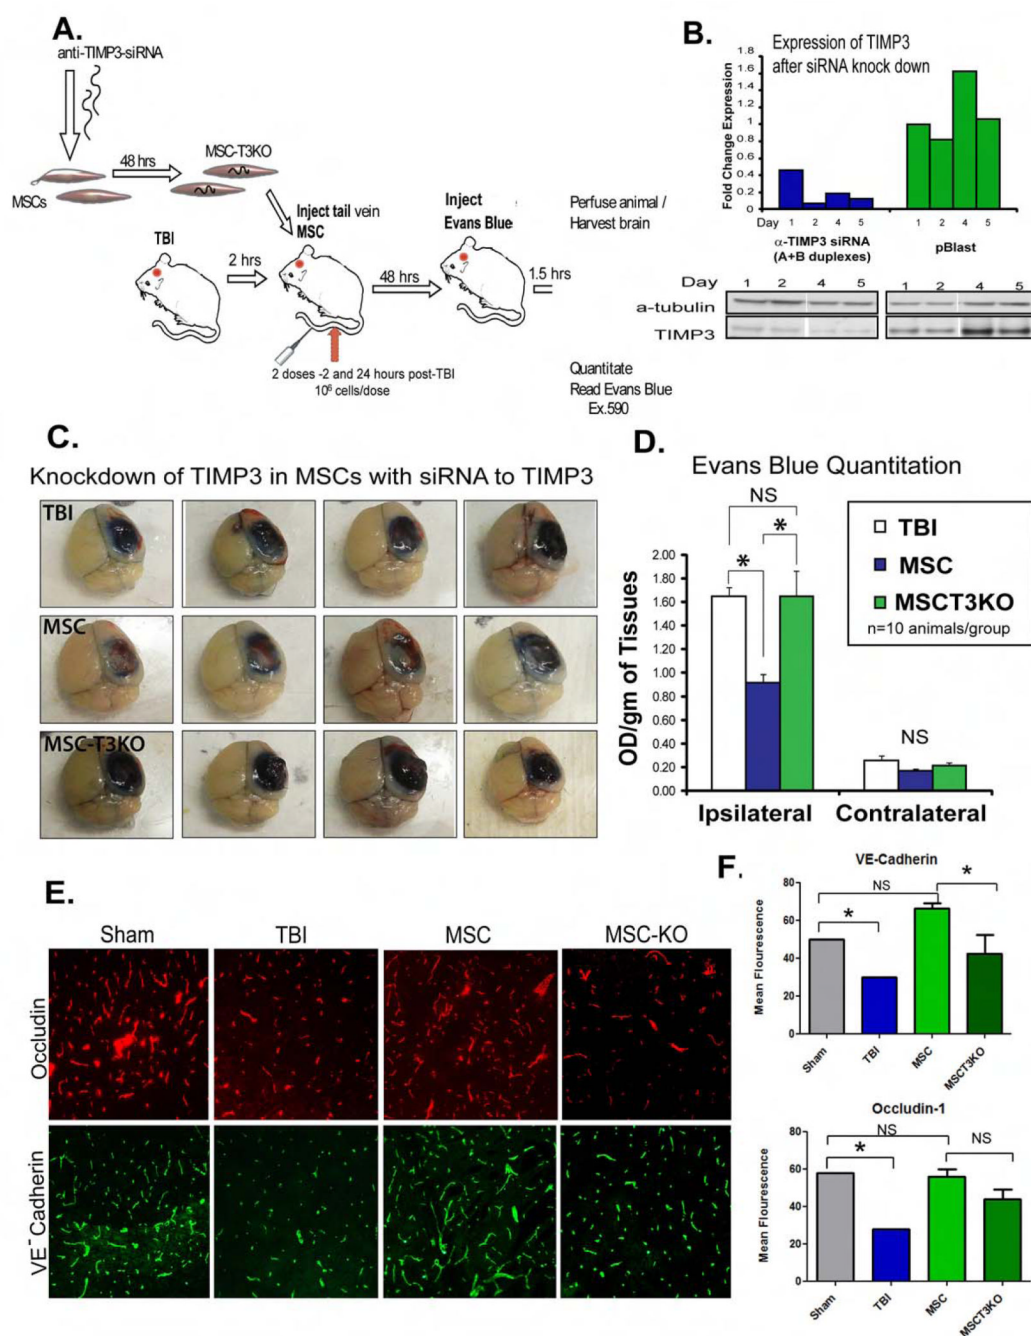 A.
anti-TIMP3-siRNA
48 hrs
MSC-T3KO
MSCs
Inject tail vein
MSC
Inject
Evans Blue
Perfuse animal /
Harvest brain
TBI
2 hrs
48 hrs
1.5 hrs
2 doses -2 and 24 hours post-TBI
10⁶ cells/dose
Quantitate
Read Evans Blue
Ex.590
B.
Expression of TIMP3
after siRNA knock down
Fold Change Expression
1.8
1.6
1.4
1.2
1
0.8
0.6
0.4
0.2
0
Day 1 2 4 5 1 2 4 5
α-TIMP3 siRNA
(A+B duplexes)
pBlast
Day 1 2 4 5 1 2 4 5
a-tubulin
TIMP3
C.
Knockdown of TIMP3 in MSCs with siRNA to TIMP3
TBI
MSC
MSC-T3KO
D.
Evans Blue Quantitation
NS
*
*
TBI
MSC
MSCT3KO
n=10 animals/group
OD/gm of Tissues
2.00
1.80
1.60
1.40
1.20
1.00
0.80
0.60
0.40
0.20
0.00
NS
Ipsilateral Contralateral
E.
Sham TBI MSC MSC-KO
Occludin
VE- Cadherin
F.
VE-Cadherin
Mean Flourescence
80
60
40
20
0
NS
*
*
Sham
TBI
MSC
MSCT3KO
Occludin-1
Mean Flourescence
80
60
40
20
0
NS
NS
*
Sham
TBI
MSC
MSCT3KO